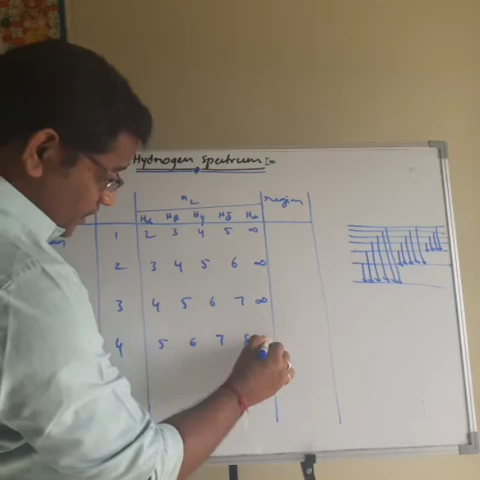 Hydrogen Spectrum :-
n2 region
Hα Hβ Hγ Hδ H∞
1 2 3 4 5 ∞
2 3 4 5 6 ∞
3 4 5 6 7 ∞
4 5 6 7 8